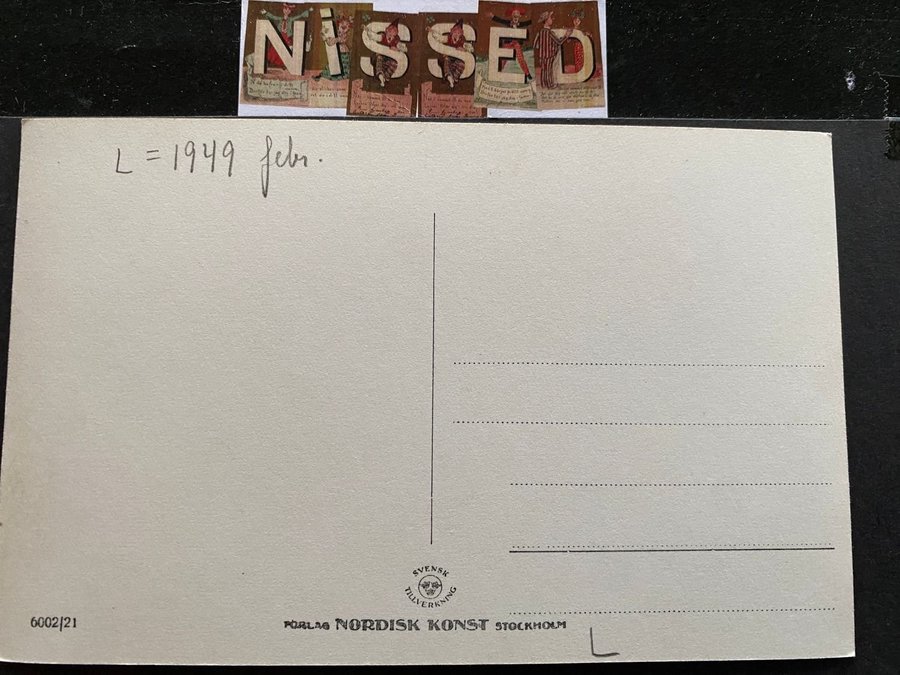 NiSSED
L = 1949 febr.
SVENSK
TILLVERKNING
6002/21
FÖRLAG NORDISK KONST STOCKHOLM
L